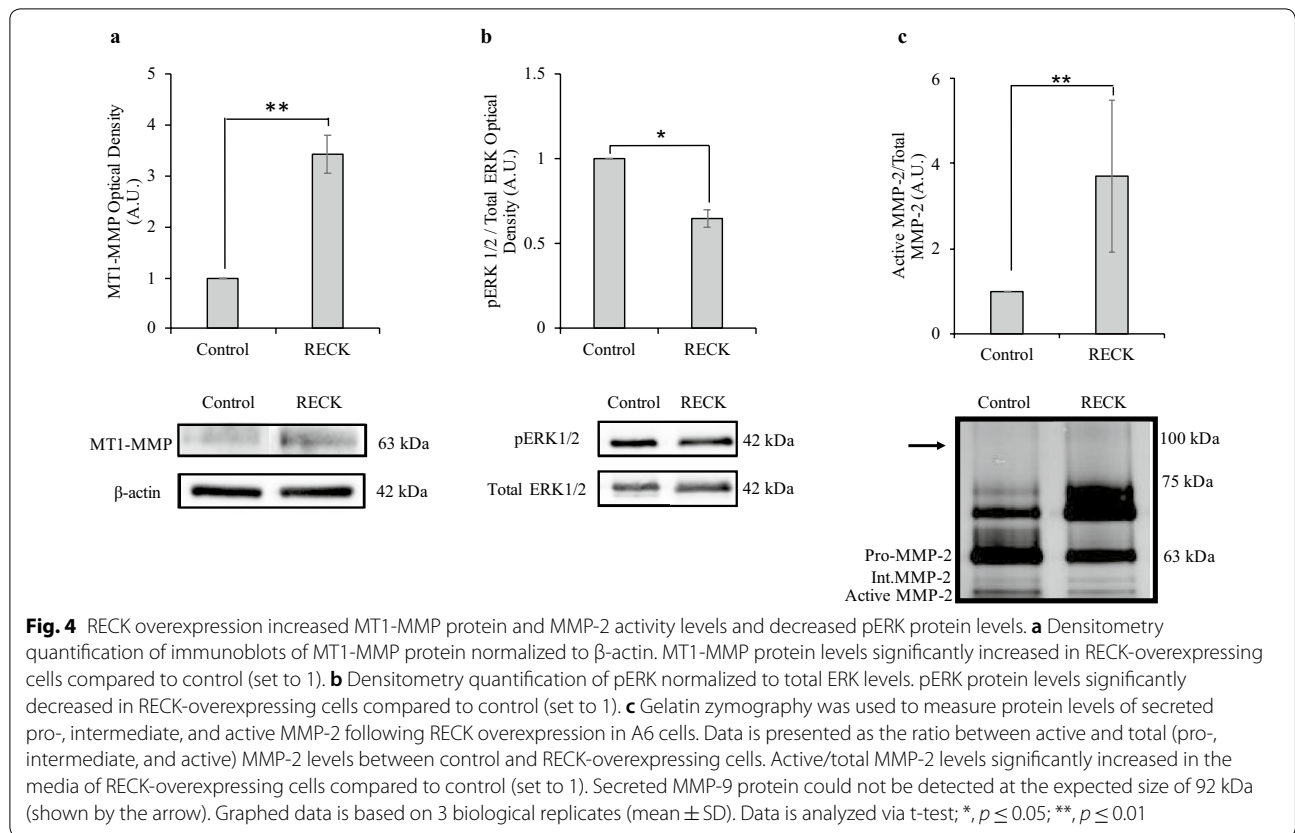 a
b
c
5
4
3
2
1
0
MT1-MMP Optical Density
(A.U.)
**
Control
RECK
1.5
1
0.5
0
pERK 1/2 / Total ERK Optical
Density (A.U.)
*
Control
RECK
6
4
2
0
Active MMP-2/Total
MMP-2 (A.U.)
**
Control
RECK
Control RECK
MT1-MMP
63 kDa
β-actin
42 kDa
Control RECK
pERK1/2
42 kDa
Total ERK1/2
42 kDa
Control RECK
100 kDa
75 kDa
Pro-MMP-2
63 kDa
Int.MMP-2
Active MMP-2
Fig. 4 RECK overexpression increased MT1-MMP protein and MMP-2 activity levels and decreased pERK protein levels. a Densitometry
quantification of immunoblots of MT1-MMP protein normalized to β-actin. MT1-MMP protein levels significantly increased in RECK-overexpressing
cells compared to control (set to 1). b Densitometry quantification of pERK normalized to total ERK levels. pERK protein levels significantly
decreased in RECK-overexpressing cells compared to control (set to 1). c Gelatin zymography was used to measure protein levels of secreted
pro-, intermediate, and active MMP-2 following RECK overexpression in A6 cells. Data is presented as the ratio between active and total (pro-,
intermediate, and active) MMP-2 levels between control and RECK-overexpressing cells. Active/total MMP-2 levels significantly increased in the
media of RECK-overexpressing cells compared to control (set to 1). Secreted MMP-9 protein could not be detected at the expected size of 92 kDa
(shown by the arrow). Graphed data is based on 3 biological replicates (mean ± SD). Data is analyzed via t-test; *, p ≤ 0.05; **, p ≤ 0.01